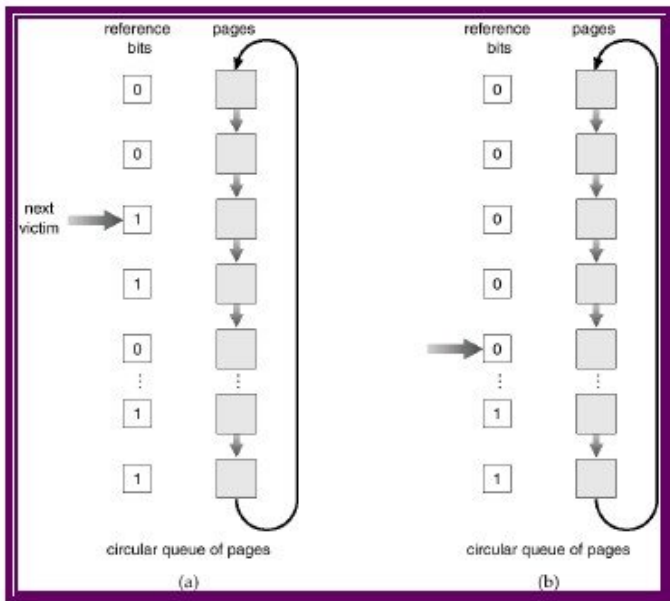 reference
bits
pages
0
0
next
victim
1
1
0
1
1
circular queue of pages
(a)
reference
bits
pages
0
0
0
0
0
1
1
circular queue of pages
(b)